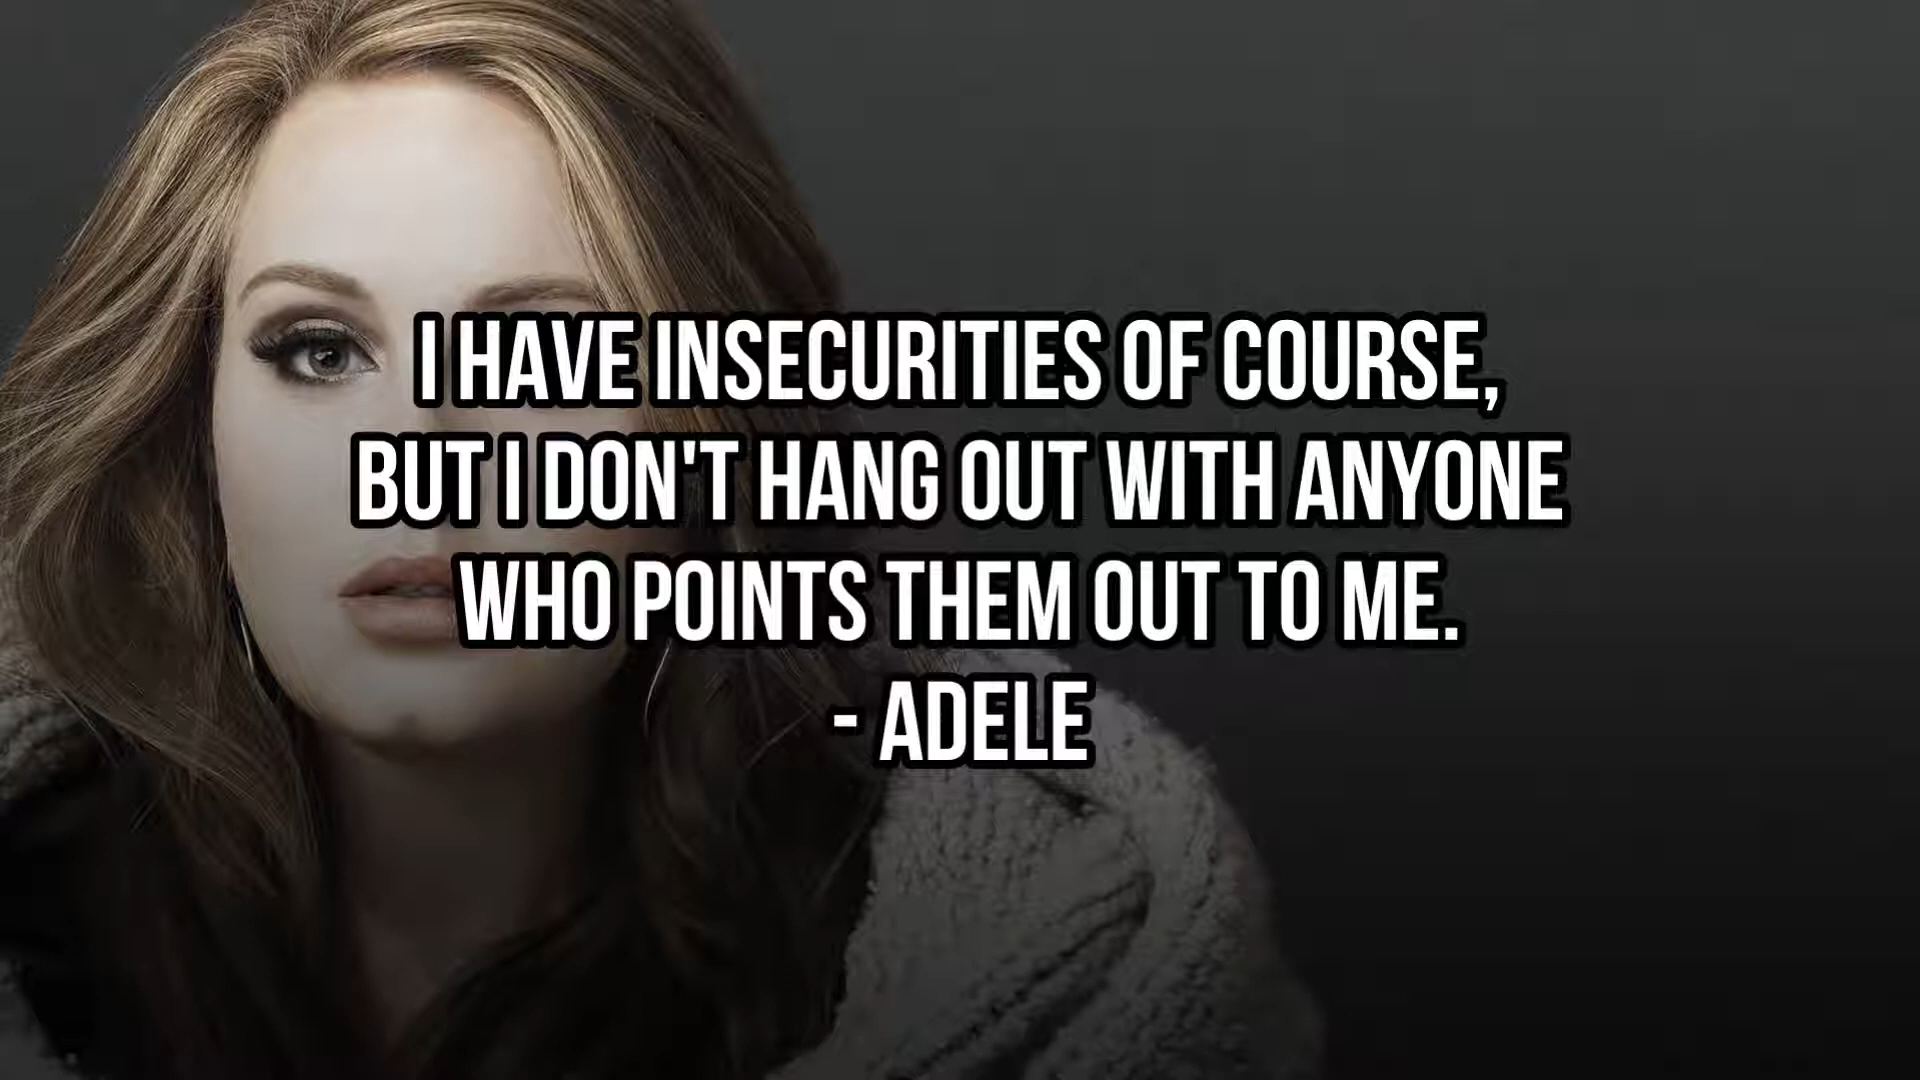 I HAVE INSECURITIES OF COURSE,
BUT I DON'T HANG OUT WITH ANYONE
WHO POINTS THEM OUT TO ME.
- ADELE